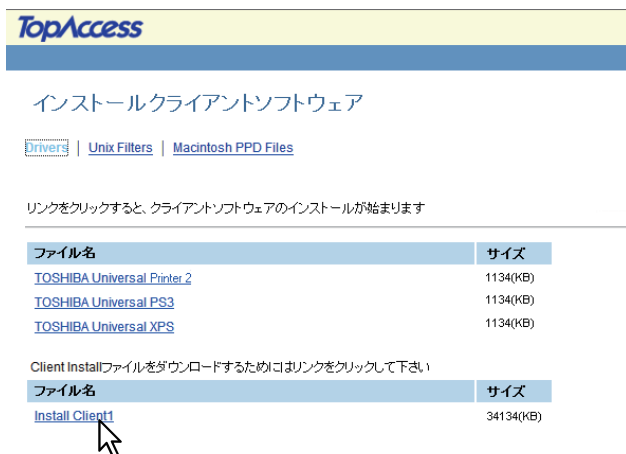 TopAccess
インストールクライアントソフトウェア
Drivers | Unix Filters | Macintosh PPD Files
リンクをクリックすると、クライアントソフトウェアのインストールが始まります
ファイル名 サイズ
TOSHIBA Universal Printer 2 1134(KB)
TOSHIBA Universal PS3 1134(KB)
TOSHIBA Universal XPS 1134(KB)
Client Installファイルをダウンロードするためにはリンクをクリックして下さい
ファイル名 サイズ
Install Client1 34134(KB)